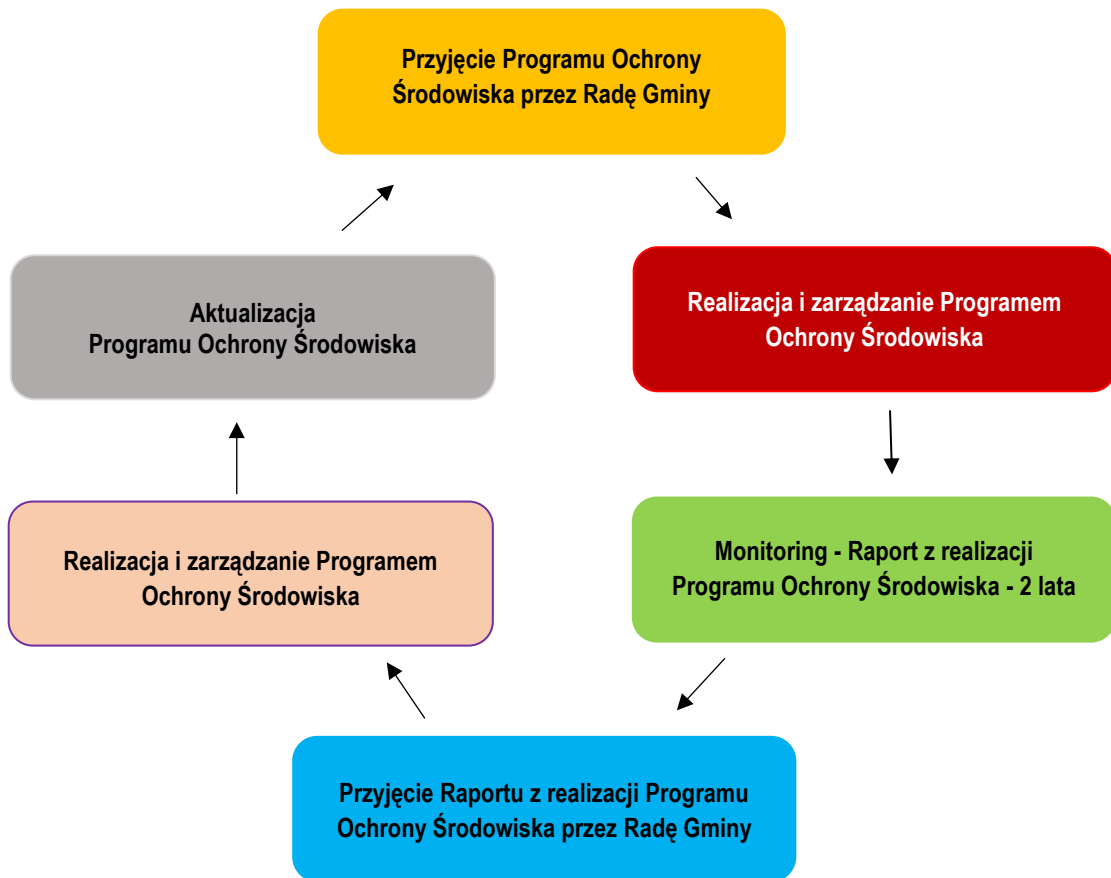 Przyjęcie Programu Ochrony
Środowiska przez Radę Gminy
Aktualizacja
Programu Ochrony Środowiska
Realizacja i zarządzanie Programem
Ochrony Środowiska
Realizacja i zarządzanie Programem
Ochrony Środowiska
Monitoring - Raport z realizacji
Programu Ochrony Środowiska - 2 lata
Przyjęcie Raportu z realizacji Programu
Ochrony Środowiska przez Radę Gminy